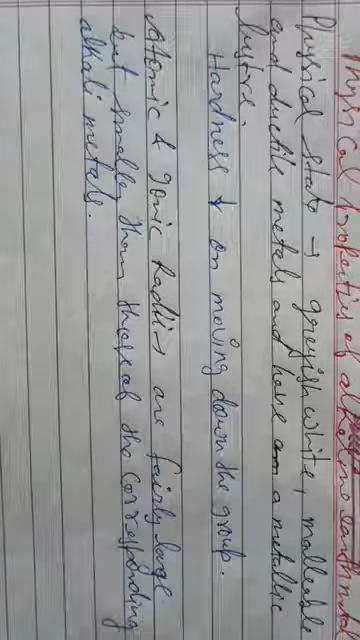 Physical properties of alkaline earth metal
Physical state → greyish white, malleable
and ductile metals and have a metallic
lustre.
Hardness ↓ on moving down the group.
Atomic & Ionic Radii → are fairly large
but smaller than those of the corresponding
alkali metals.